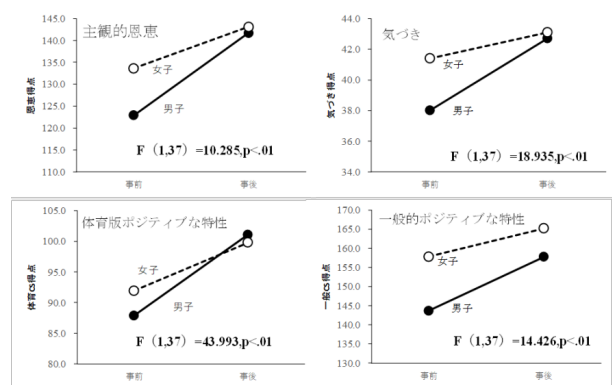 主観的恩恵
145.0
140.0
135.0
130.0
125.0
120.0
115.0
110.0
恩恵得点
女子
男子
F（1,37）=10.285,p<.01
事前
事後
気づき
44.0
42.0
40.0
38.0
36.0
34.0
気づき得点
女子
男子
F（1,37）=18.935,p<.01
事前
事後
体育版ポジティブな特性
105.0
100.0
95.0
90.0
85.0
80.0
体育CS得点
女子
男子
F（1,37）=43.993,p<.01
事前
事後
一般的ポジティブな特性
170.0
165.0
160.0
155.0
150.0
145.0
140.0
135.0
130.0
一般CS得点
女子
男子
F（1,37）=14.426,p<.01
事前
事後